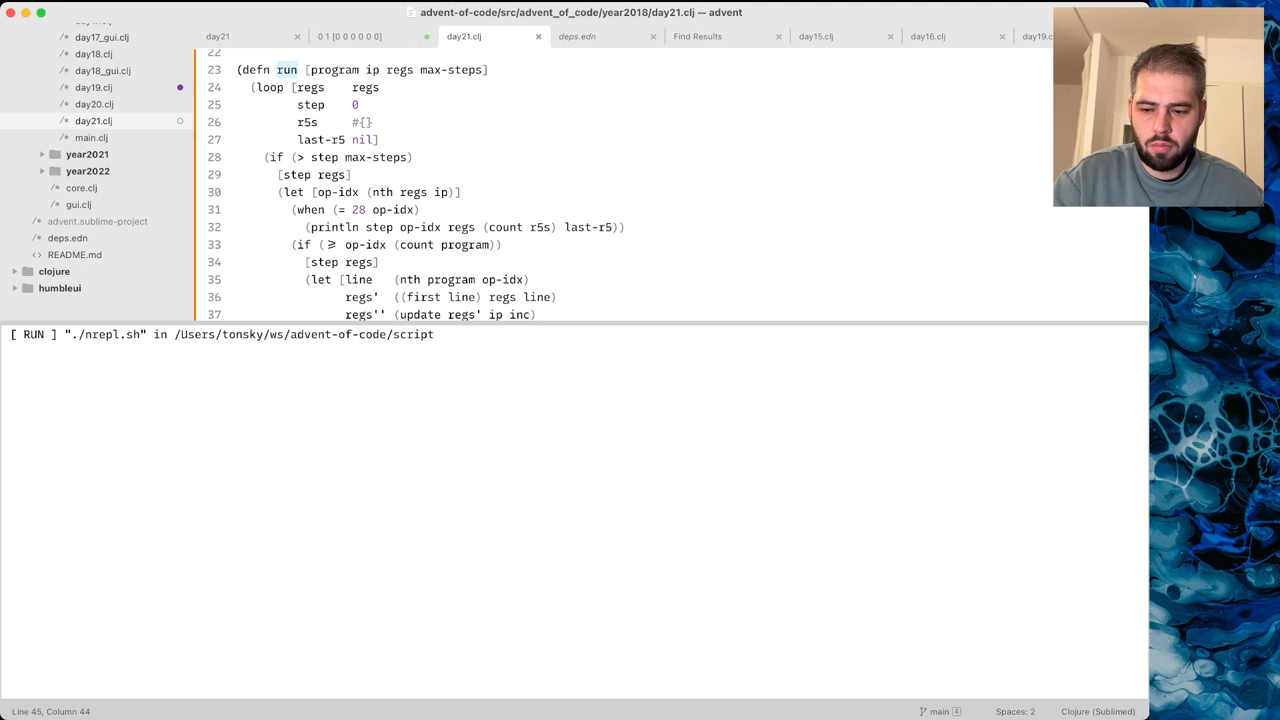 advent-of-code/src/advent_of_code/year2018/day21.clj — advent
day21
0 1 [0 0 0 0 0 0]
day21.clj
deps.edn
Find Results
day15.clj
day16.clj
day19.c
day17_gui.clj
day18.clj
day18_gui.clj
day19.clj
day20.clj
day21.clj
main.clj
year2021
year2022
core.clj
gui.clj
advent.sublime-project
deps.edn
README.md
clojure
humbleui
22
23 (defn run [program ip regs max-steps]
24 (loop [regs regs
25 step 0
26 r5s #{}
27 last-r5 nil]
28 (if (> step max-steps)
29 [step regs]
30 (let [op-idx (nth regs ip)]
31 (when (= 28 op-idx)
32 (println step op-idx regs (count r5s) last-r5))
33 (if (≥ op-idx (count program))
34 [step regs]
35 (let [line (nth program op-idx)
36 regs' ((first line) regs line)
37 regs'' (update regs' ip inc)
[ RUN ] "./nrepl.sh" in /Users/tonsky/ws/advent-of-code/script
Line 45, Column 44
main 4
Spaces: 2
Clojure (Sublimed)